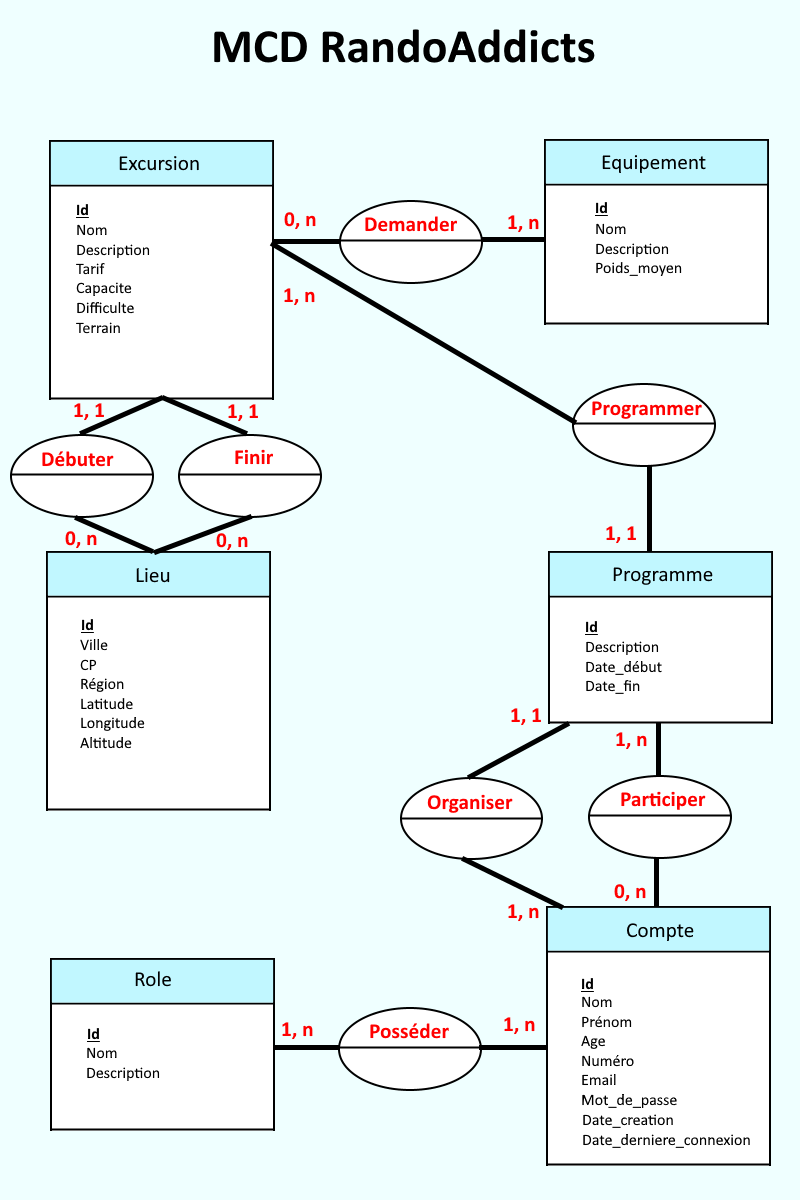 MCD RandoAddicts
Excursion
Id
Nom
Description
Tarif
Capacite
Difficulte
Terrain
0, n
Demander
1, n
Equipement
Id
Nom
Description
Poids_moyen
1, n
Programmer
1, 1
1, 1
1, 1
Débuter
Finir
0, n
0, n
Lieu
Id
Ville
CP
Région
Latitude
Longitude
Altitude
Programme
Id
Description
Date_début
Date_fin
1, 1
1, n
Organiser
Participer
1, n
0, n
Compte
Id
Nom
Prénom
Age
Numéro
Email
Mot_de_passe
Date_creation
Date_derniere_connexion
Role
Id
Nom
Description
1, n
Posséder
1, n